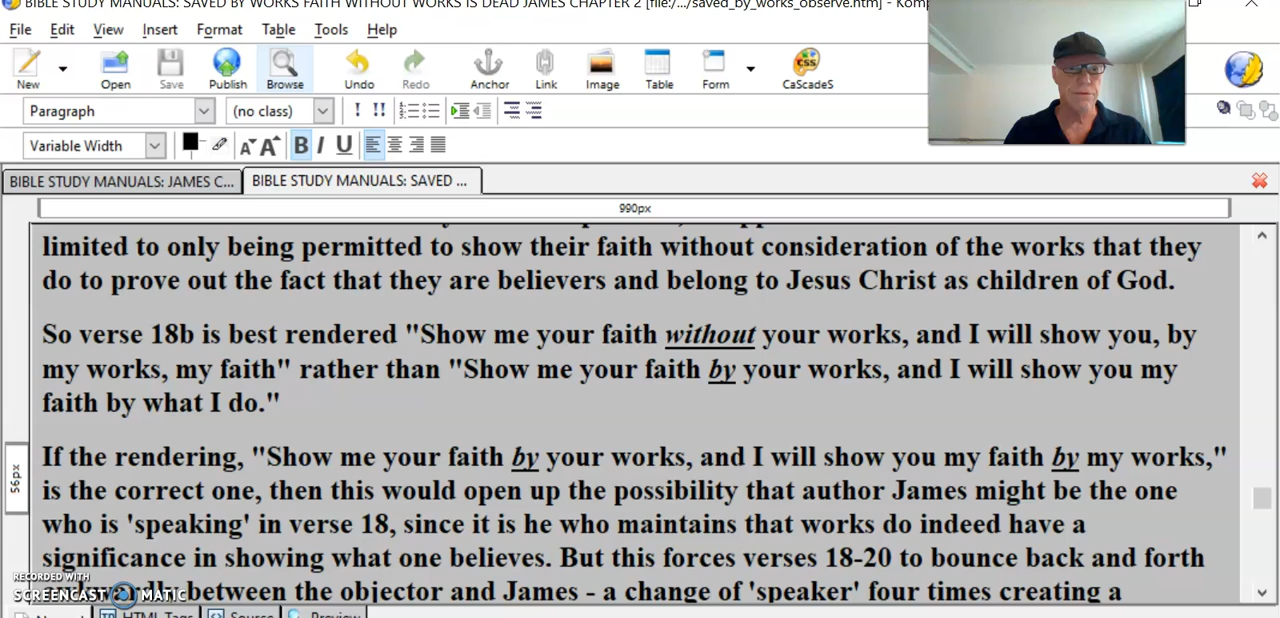 BIBLE STUDY MANUALS: SAVED BY WORKS FAITH WITHOUT WORKS IS DEAD JAMES CHAPTER 2 [file:/.../saved_by_works_observe.htm] - Kom
File Edit View Insert Format Table Tools Help
New Open Save Publish Browse Undo Redo Anchor Link Image Table Form CaScadeS
Paragraph (no class) ! !!
Variable Width A A B I U
BIBLE STUDY MANUALS: JAMES C... BIBLE STUDY MANUALS: SAVED ...
990px
limited to only being permitted to show their faith without consideration of the works that they
do to prove out the fact that they are believers and belong to Jesus Christ as children of God.
So verse 18b is best rendered "Show me your faith without your works, and I will show you, by
my works, my faith" rather than "Show me your faith by your works, and I will show you my
faith by what I do."
If the rendering, "Show me your faith by your works, and I will show you my faith by my works,"
56px
is the correct one, then this would open up the possibility that author James might be the one
who is 'speaking' in verse 18, since it is he who maintains that works do indeed have a
significance in showing what one believes. But this forces verses 18-20 to bounce back and forth
RECORDED WITH
SCREENCAST MATIC
between the objector and James - a change of 'speaker' four times creating a
HTML Tags Source Preview